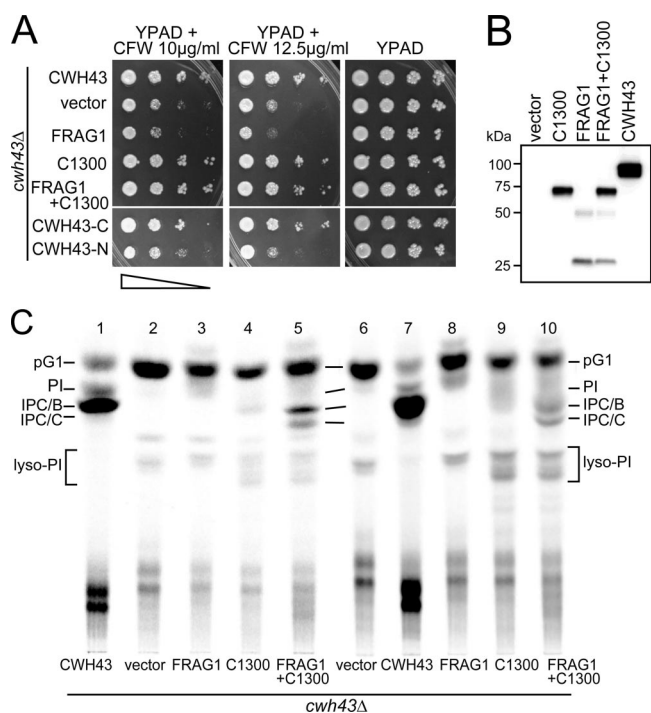 A
YPAD +
CFW 10µg/ml
YPAD +
CFW 12.5µg/ml
YPAD
cwh43Δ
CWH43
vector
FRAG1
C1300
FRAG1
+C1300
CWH43-C
CWH43-N
B
vector
C1300
FRAG1
FRAG1+C1300
CWH43
kDa
100
75
50
25
C
1 2 3 4 5 6 7 8 9 10
pG1
PI
IPC/B
IPC/C
lyso-PI
pG1
PI
IPC/B
IPC/C
lyso-PI
CWH43 vector FRAG1 C1300 FRAG1 vector CWH43 FRAG1 C1300 FRAG1
+C1300 +C1300
cwh43Δ